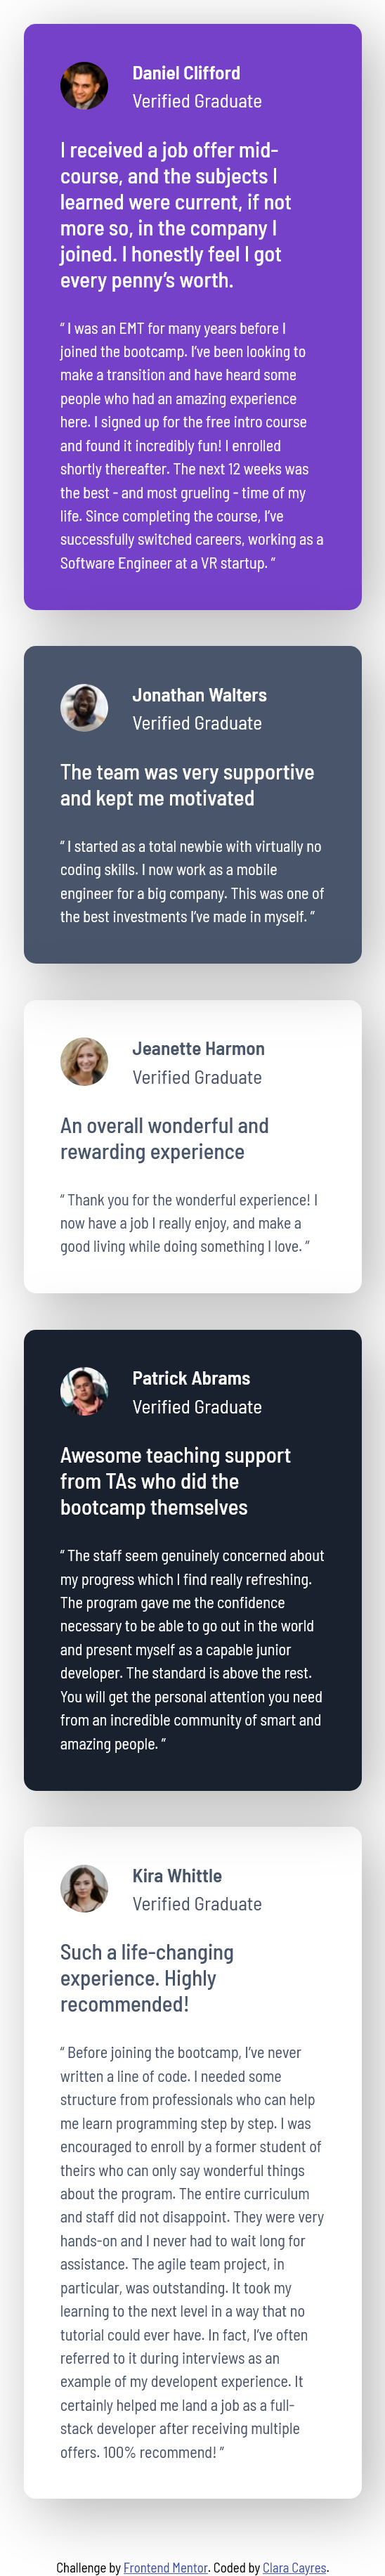 Daniel Clifford
Verified Graduate
I received a job offer mid-
course, and the subjects I
learned were current, if not
more so, in the company I
joined. I honestly feel I got
every penny’s worth.
“ I was an EMT for many years before I
joined the bootcamp. I’ve been looking to
make a transition and have heard some
people who had an amazing experience
here. I signed up for the free intro course
and found it incredibly fun! I enrolled
shortly thereafter. The next 12 weeks was
the best - and most grueling - time of my
life. Since completing the course, I’ve
successfully switched careers, working as a
Software Engineer at a VR startup. ”
Jonathan Walters
Verified Graduate
The team was very supportive
and kept me motivated
“ I started as a total newbie with virtually no
coding skills. I now work as a mobile
engineer for a big company. This was one of
the best investments I’ve made in myself. ”
Jeanette Harmon
Verified Graduate
An overall wonderful and
rewarding experience
“ Thank you for the wonderful experience! I
now have a job I really enjoy, and make a
good living while doing something I love. ”
Patrick Abrams
Verified Graduate
Awesome teaching support
from TAs who did the
bootcamp themselves
“ The staff seem genuinely concerned about
my progress which I find really refreshing.
The program gave me the confidence
necessary to be able to go out in the world
and present myself as a capable junior
developer. The standard is above the rest.
You will get the personal attention you need
from an incredible community of smart and
amazing people. ”
Kira Whittle
Verified Graduate
Such a life-changing
experience. Highly
recommended!
“ Before joining the bootcamp, I’ve never
written a line of code. I needed some
structure from professionals who can help
me learn programming step by step. I was
encouraged to enroll by a former student of
theirs who can only say wonderful things
about the program. The entire curriculum
and staff did not disappoint. They were very
hands-on and I never had to wait long for
assistance. The agile team project, in
particular, was outstanding. It took my
learning to the next level in a way that no
tutorial could ever have. In fact, I’ve often
referred to it during interviews as an
example of my developent experience. It
certainly helped me land a job as a full-
stack developer after receiving multiple
offers. 100% recommend! ”
Challenge by Frontend Mentor. Coded by Clara Cayres.